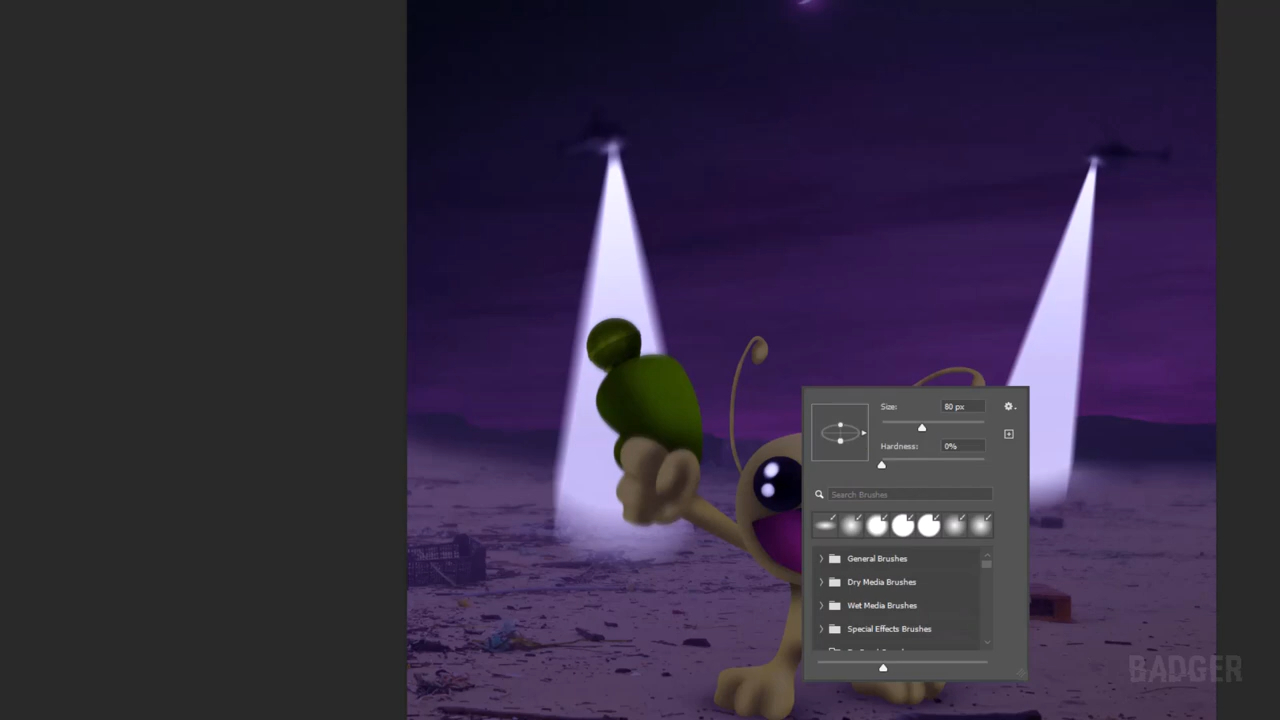 Size:
80 px
Hardness:
0%
Search Brushes
General Brushes
Dry Media Brushes
Wet Media Brushes
Special Effects Brushes
BADGER